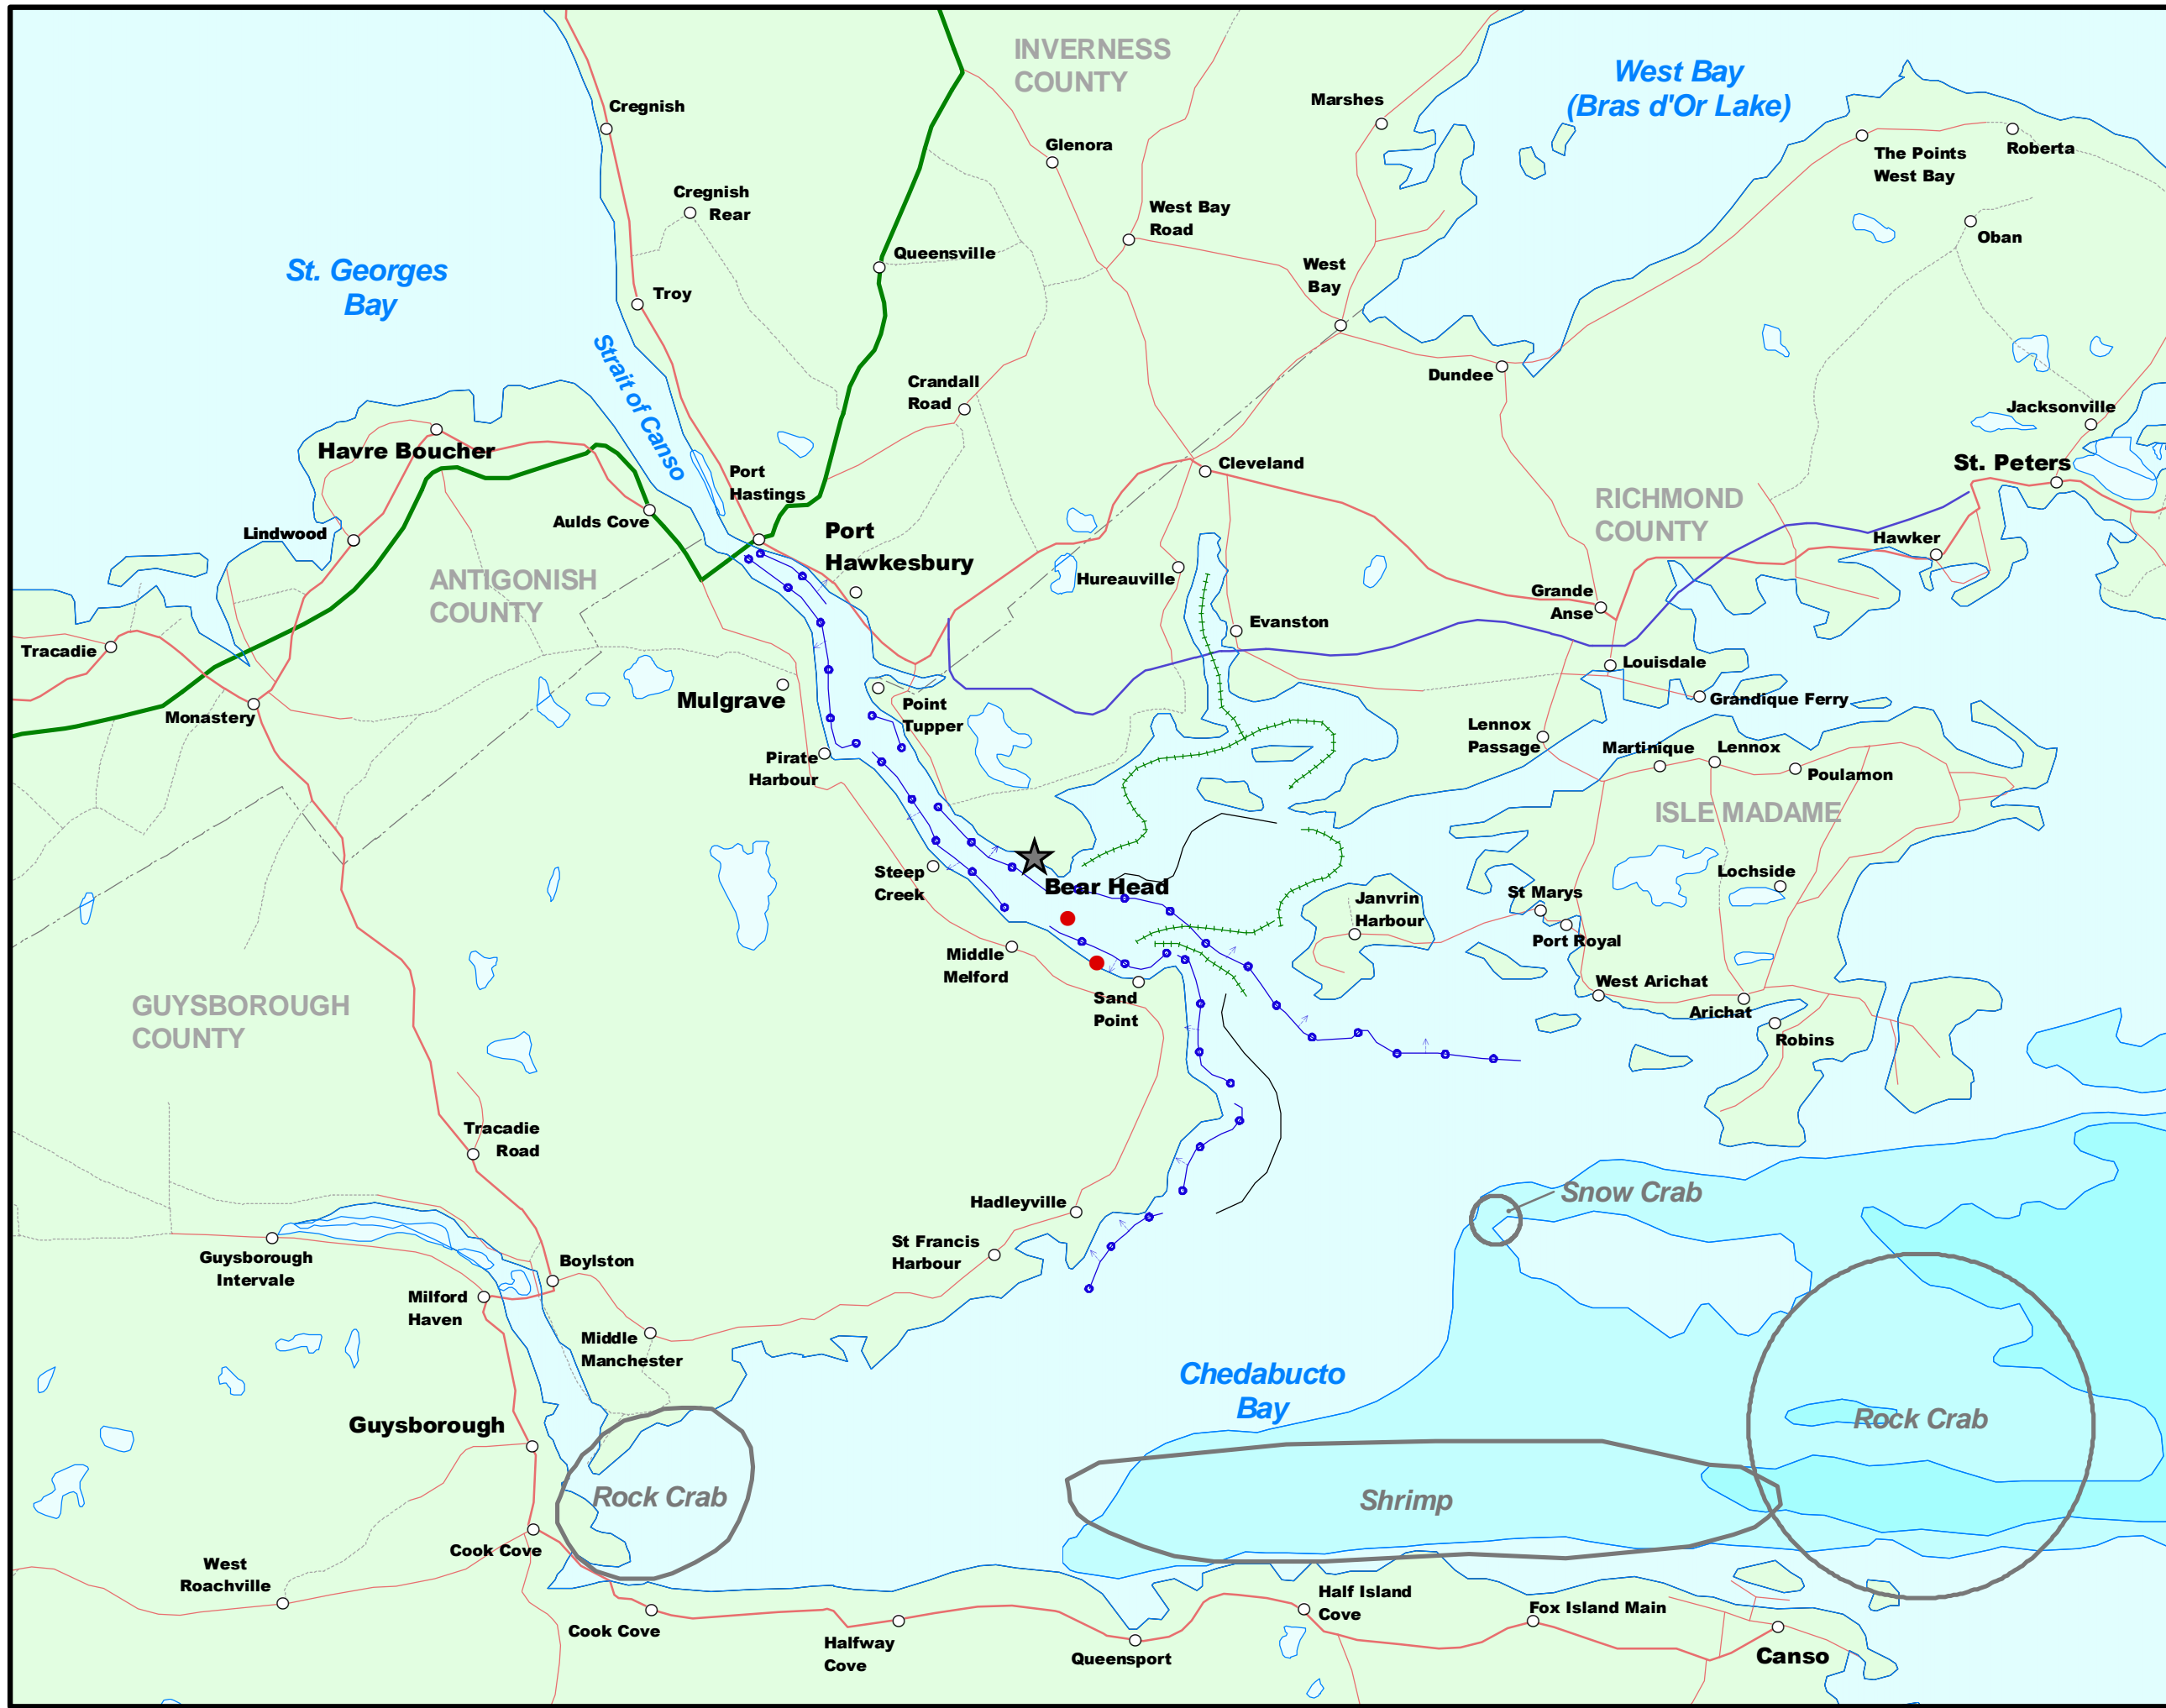 INVERNESS
COUNTY
West Bay
(Bras d'Or Lake)
Cregnish
Marshes
Glenora
The Points
West Bay
Roberta
Cregnish
Rear
West Bay
Road
Oban
Queensville
St. Georges
Bay
West
Bay
Troy
Strait of Canso
Dundee
Crandall
Road
Jacksonville
Havre Boucher
Port
Hastings
Cleveland
St. Peters
RICHMOND
COUNTY
Aulds Cove
Lindwood
Port
Hawkesbury
Hawker
ANTIGONISH
COUNTY
Hureauville
Grande
Anse
Evanston
Tracadie
Louisdale
Mulgrave
Point
Tupper
Grandique Ferry
Monastery
Lennox
Passage
Martinique
Lennox
Poulamon
Pirate
Harbour
ISLE MADAME
Steep
Creek
Bear Head
Lochside
Janvrin
Harbour
St Marys
Port Royal
Middle
Melford
West Arichat
Sand
Point
Arichat
GUYSBOROUGH
COUNTY
Robins
Tracadie
Road
Snow Crab
Hadleyville
St Francis
Harbour
Guysborough
Intervale
Boylston
Milford
Haven
Middle
Manchester
Chedabucto
Bay
Guysborough
Rock Crab
Rock Crab
Shrimp
Cook Cove
West
Roachville
Half Island
Cove
Fox Island Main
Cook Cove
Halfway
Cove
Queensport
Canso